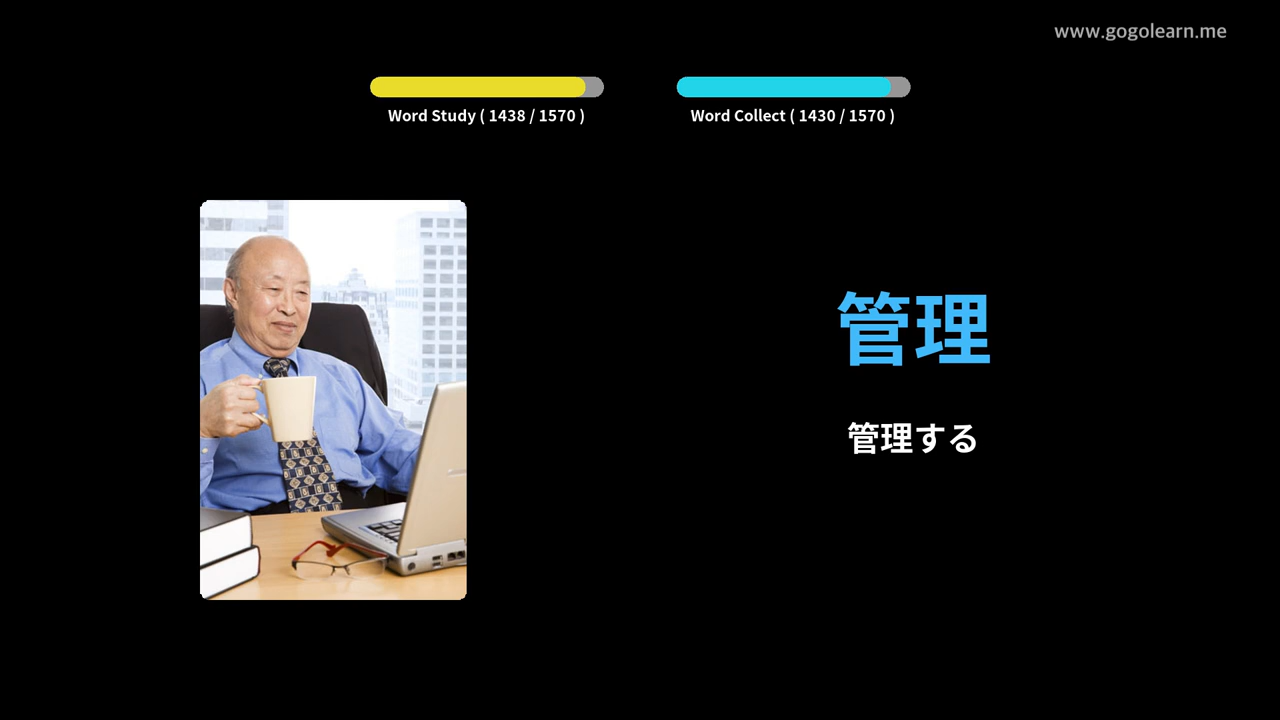 www.gogolearn.me
Word Study ( 1438 / 1570 )
Word Collect ( 1430 / 1570 )
管理
管理する